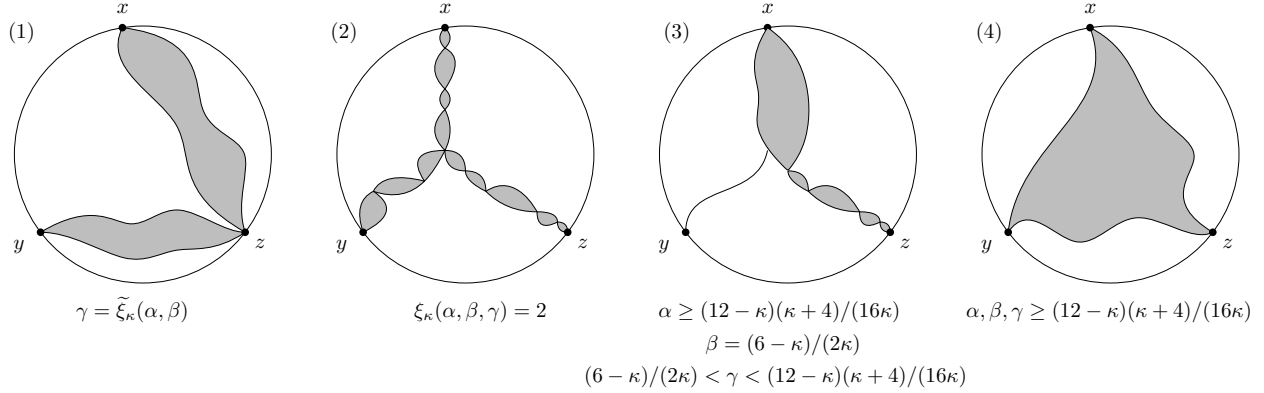 (1) x y z
γ = ξ̃_κ(α, β)
(2) x y z
ξ_κ(α, β, γ) = 2
(3) x y z
α ≥ (12 − κ)(κ + 4)/(16κ)
β = (6 − κ)/(2κ)
(6 − κ)/(2κ) < γ < (12 − κ)(κ + 4)/(16κ)
(4) x y z
α, β, γ ≥ (12 − κ)(κ + 4)/(16κ)